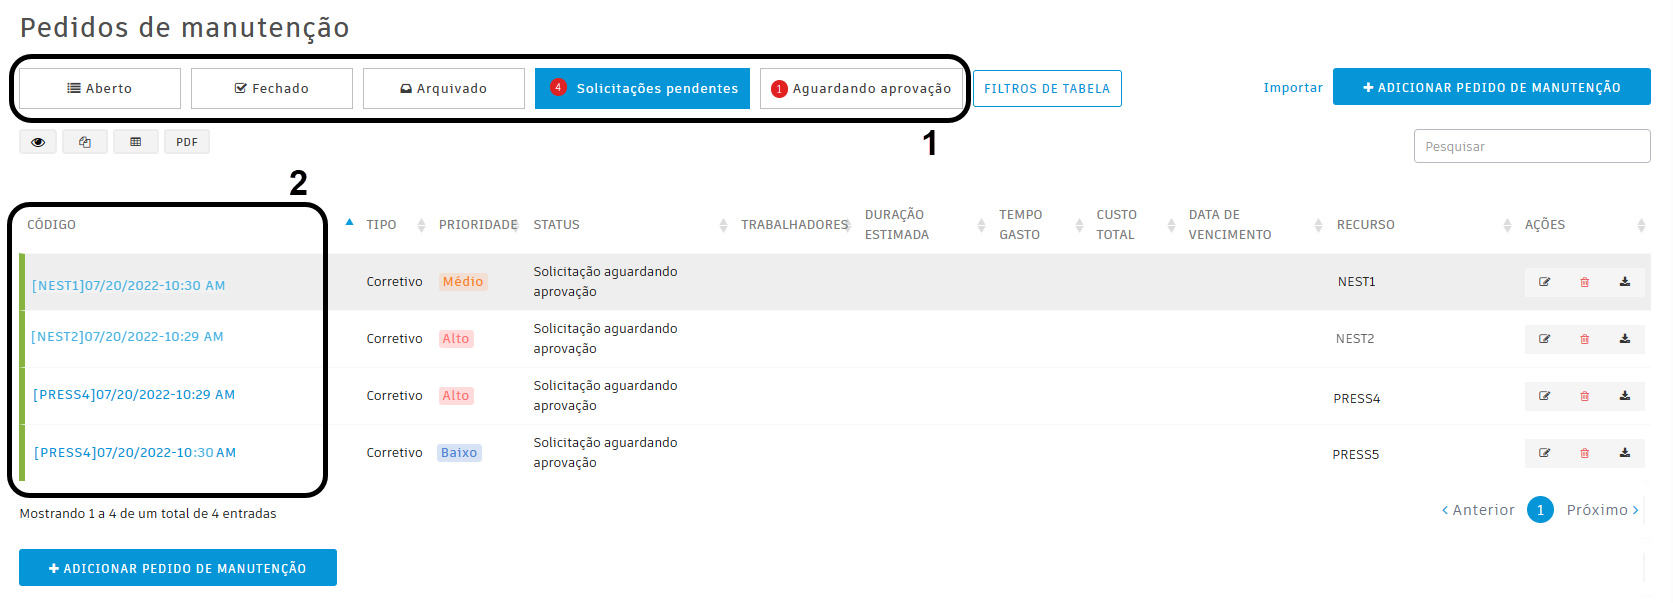 Pedidos de manutenção
Aberto
Fechado
Arquivado
4 Solicitações pendentes
1 Aguardando aprovação
FILTROS DE TABELA
Importar
ADICIONAR PEDIDO DE MANUTENÇÃO
1
PDF
Pesquisar
2
CÓDIGO TIPO PRIORIDADE STATUS TRABALHADORES DURAÇÃO ESTIMADA TEMPO GASTO CUSTO TOTAL DATA DE VENCIMENTO RECURSO AÇÕES
[NEST1]07/20/2022-10:30 AM Corretivo Médio Solicitação aguardando aprovação NEST1
[NEST2]07/20/2022-10:29 AM Corretivo Alto Solicitação aguardando aprovação NEST2
[PRESS4]07/20/2022-10:29 AM Corretivo Alto Solicitação aguardando aprovação PRESS4
[PRESS4]07/20/2022-10:30 AM Corretivo Baixo Solicitação aguardando aprovação PRESS5
Mostrando 1 a 4 de um total de 4 entradas
Anterior 1 Próximo
ADICIONAR PEDIDO DE MANUTENÇÃO